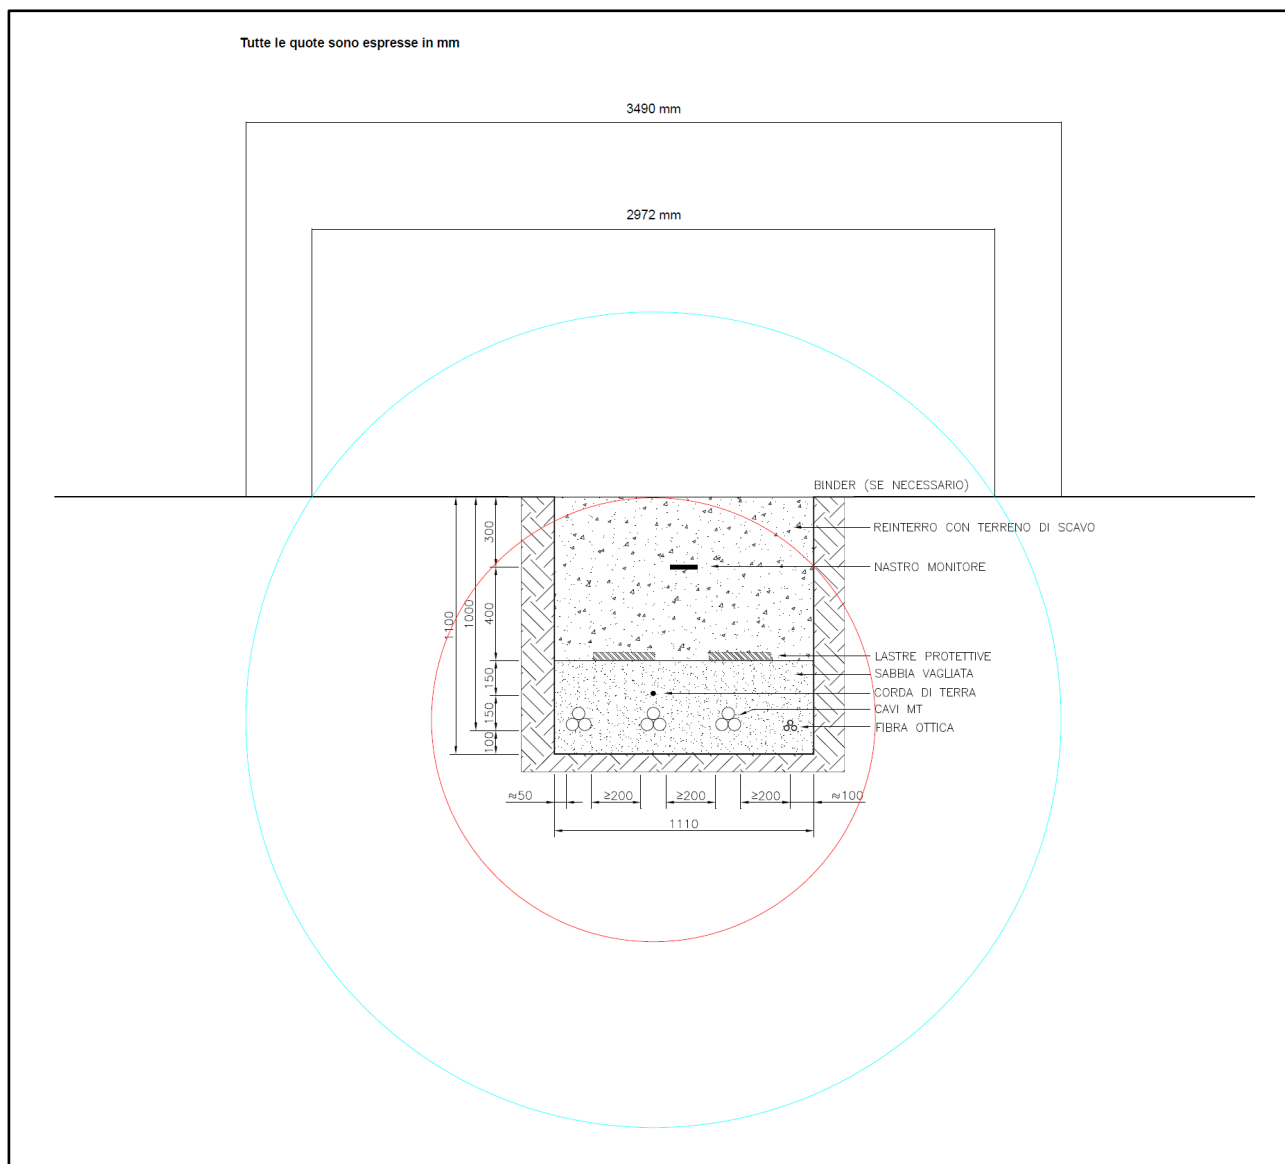 Tutte le quote sono espresse in mm
3490 mm
2972 mm
BINDER (SE NECESSARIO)
REINTERRO CON TERRENO DI SCAVO
NASTRO MONITORE
LASTRE PROTETTIVE
SABBIA VAGLIATA
CORDA DI TERRA
CAVI MT
FIBRA OTTICA
300
400
1000
1100
150
150
100
≈50
≥200
≥200
≥200
≈100
1110